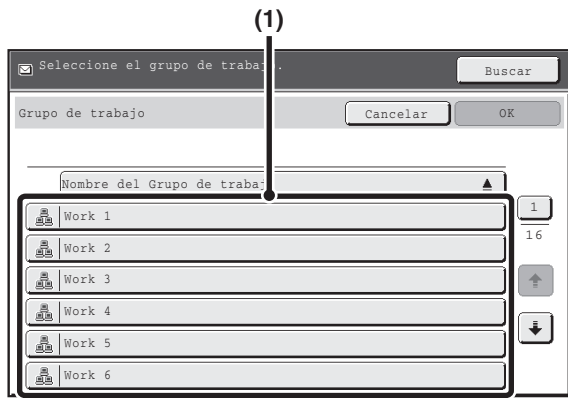 (1)
Seleccione el grupo de trabajo.
Buscar
Grupo de trabajo
Cancelar
OK
Nombre del Grupo de trabajo
Work 1
Work 2
Work 3
Work 4
Work 5
Work 6
1
16